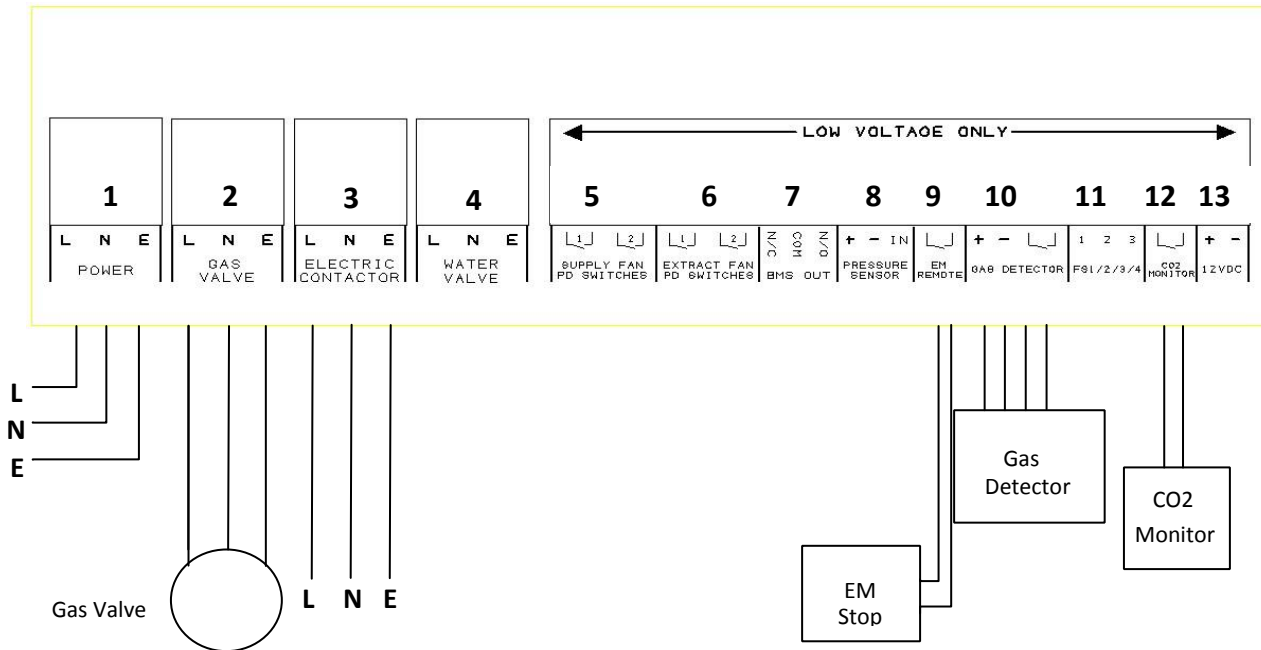 LOW VOLTAGE ONLY
1 2 3 4 5 6 7 8 9 10 11 12 13
L N E L N E L N E L N E 1 2 1 2 N/C COM N/O + - IN + - 1 2 3 + -
POWER
GAS
VALVE
ELECTRIC
CONTACTOR
WATER
VALVE
SUPPLY FAN
PD SWITCHES
EXTRACT FAN
PD SWITCHES
BMS OUT
PRESSURE
SENSOR
EM
REMOTE
GAS DETECTOR
FS1/2/3/4
CO2
MONITOR
12VDC
L
N
E
Gas
Detector
CO2
Monitor
EM
Stop
Gas Valve
L N E